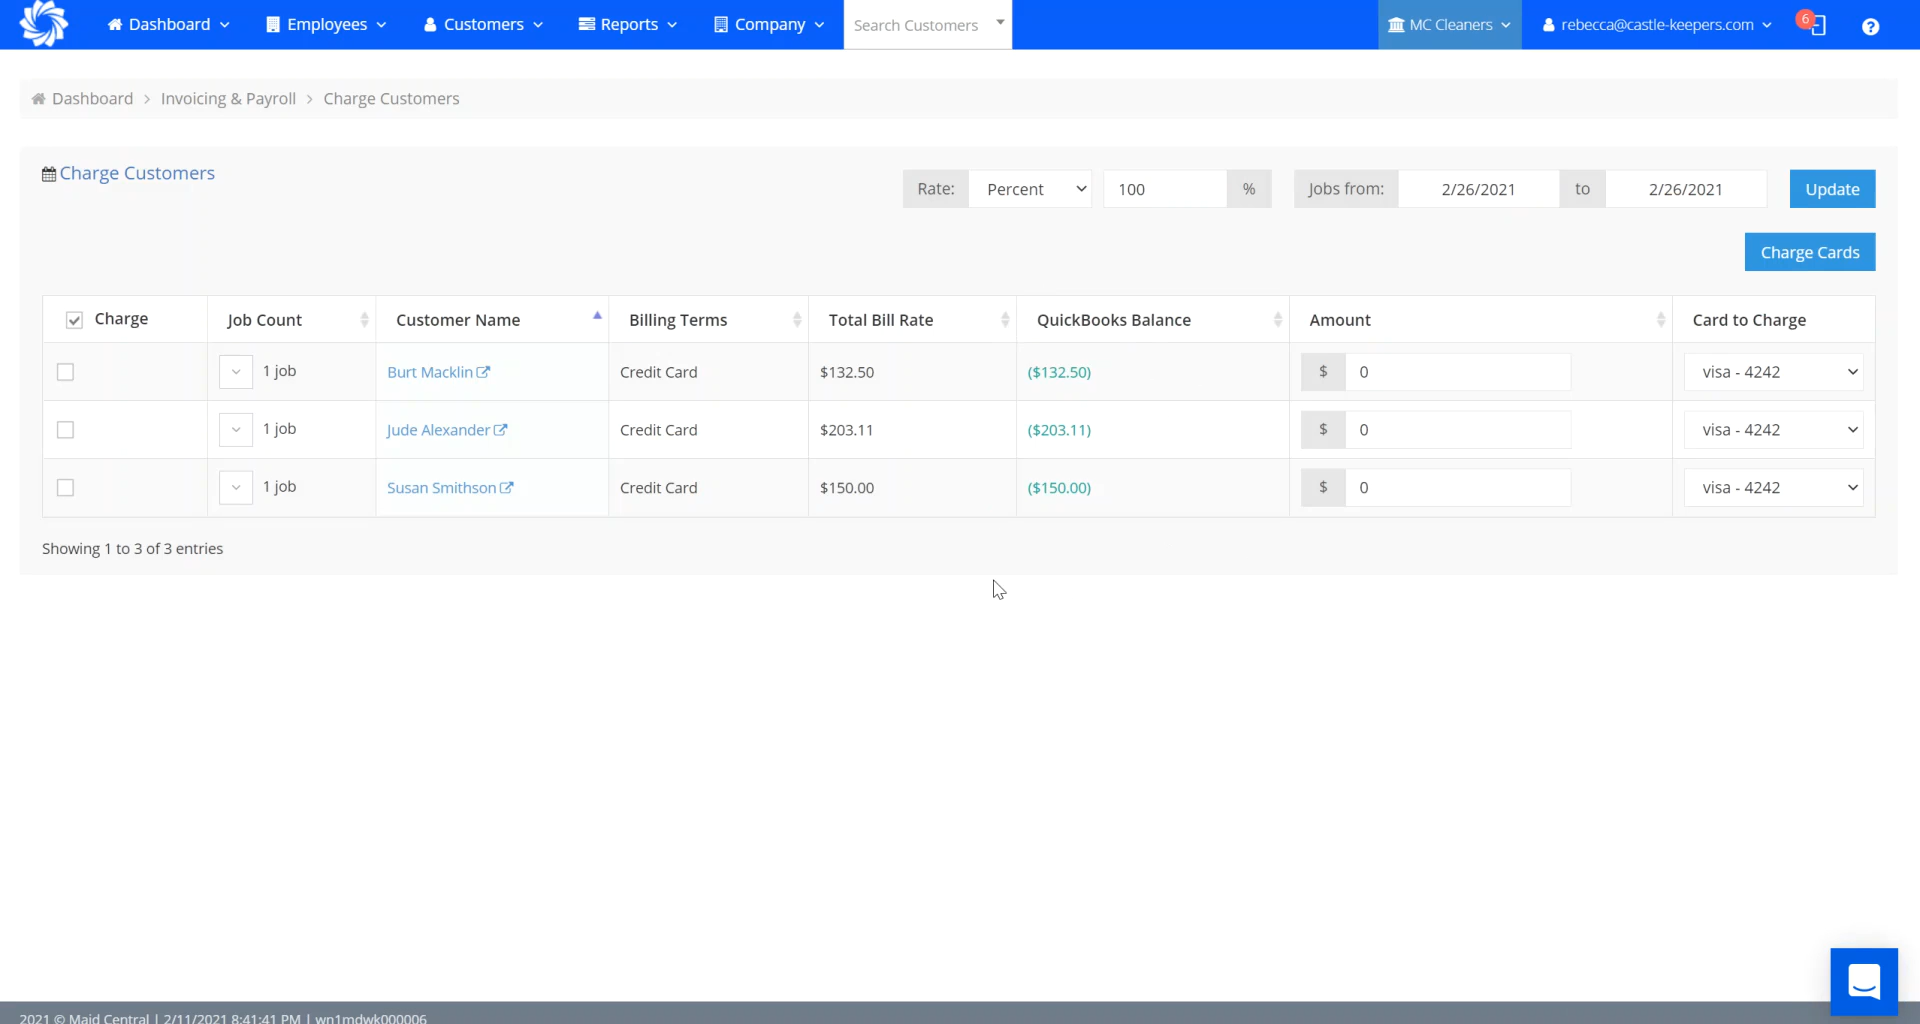 Dashboard Employees Customers Reports Company Search Customers MC Cleaners rebecca@castle-keepers.com 6 ?
Dashboard > Invoicing & Payroll > Charge Customers
Charge Customers
Rate: Percent 100 % Jobs from: 2/26/2021 to 2/26/2021 Update
Charge Cards
Charge Job Count Customer Name Billing Terms Total Bill Rate QuickBooks Balance Amount Card to Charge
1 job Burt Macklin Credit Card $132.50 ($132.50) $ 0 visa - 4242
1 job Jude Alexander Credit Card $203.11 ($203.11) $ 0 visa - 4242
1 job Susan Smithson Credit Card $150.00 ($150.00) $ 0 visa - 4242
Showing 1 to 3 of 3 entries
2021 © Maid Central | 2/11/2021 8:41:41 PM | wn1mdwk000006